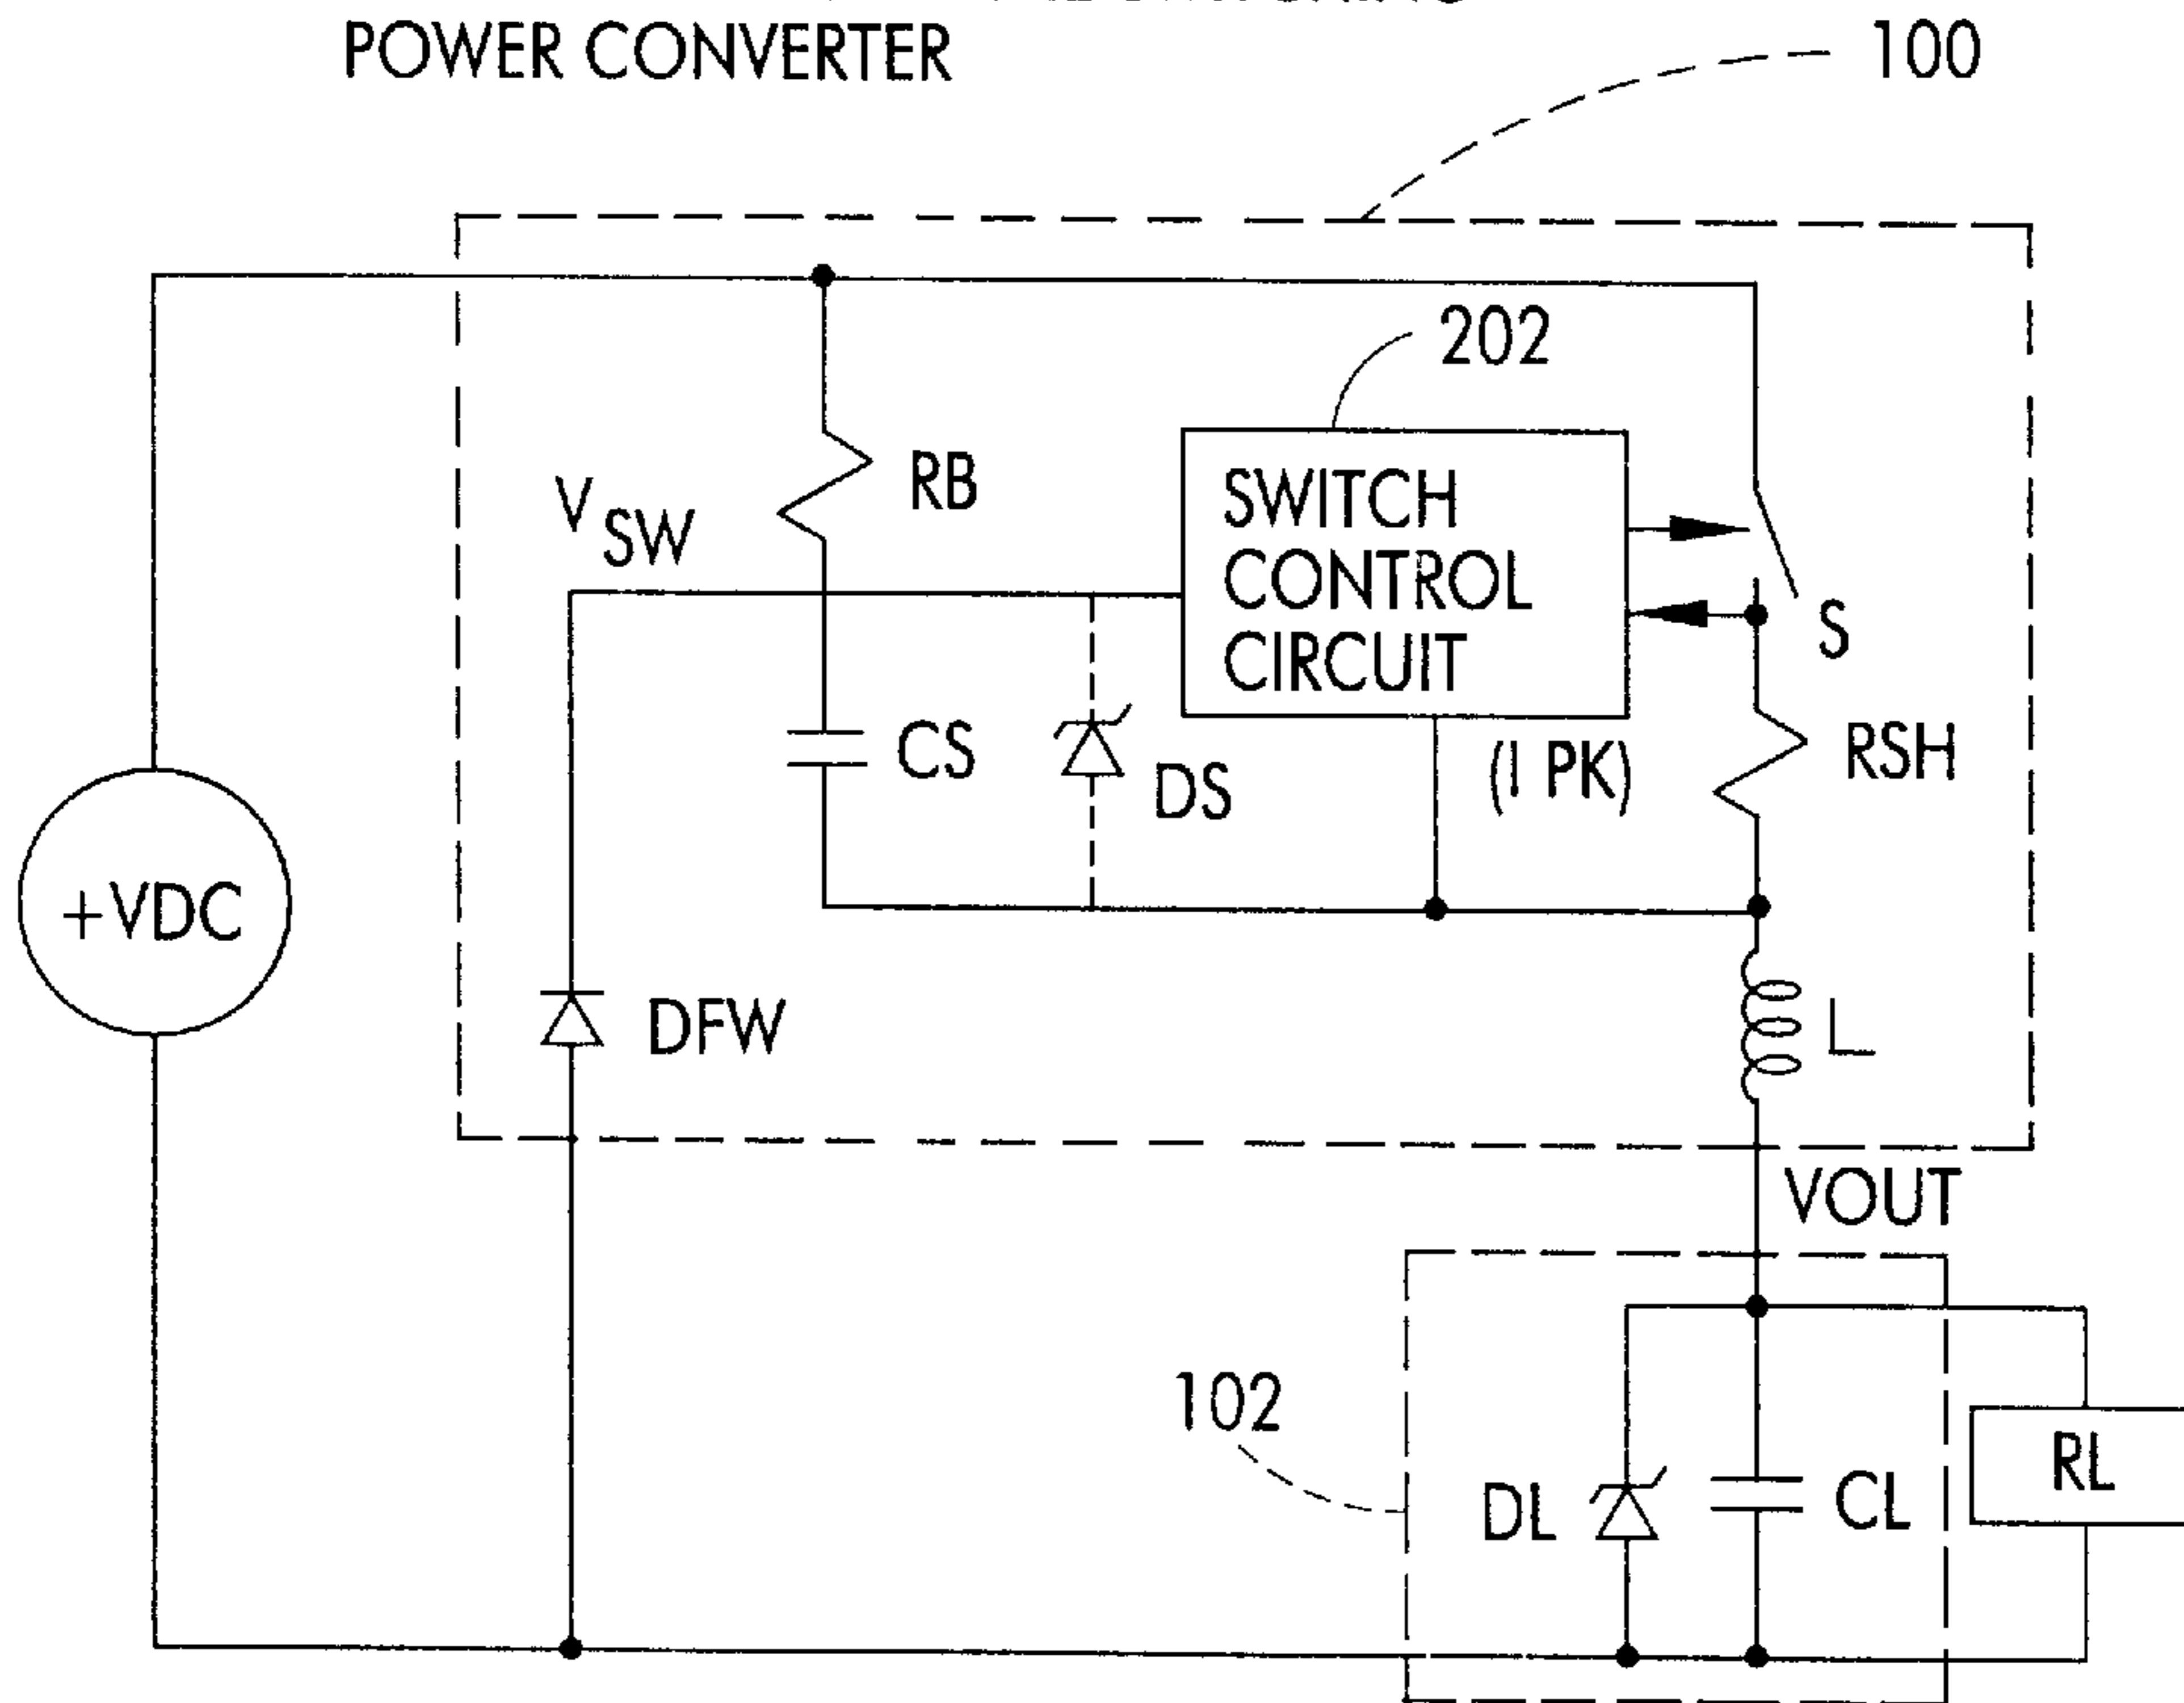 POWER CONVERTER
100
202
RB
V SW
SWITCH
CONTROL
CIRCUIT
S
CS
DS
(I PK)
RSH
+VDC
DFW
L
VOUT
102
DL
CL
RL